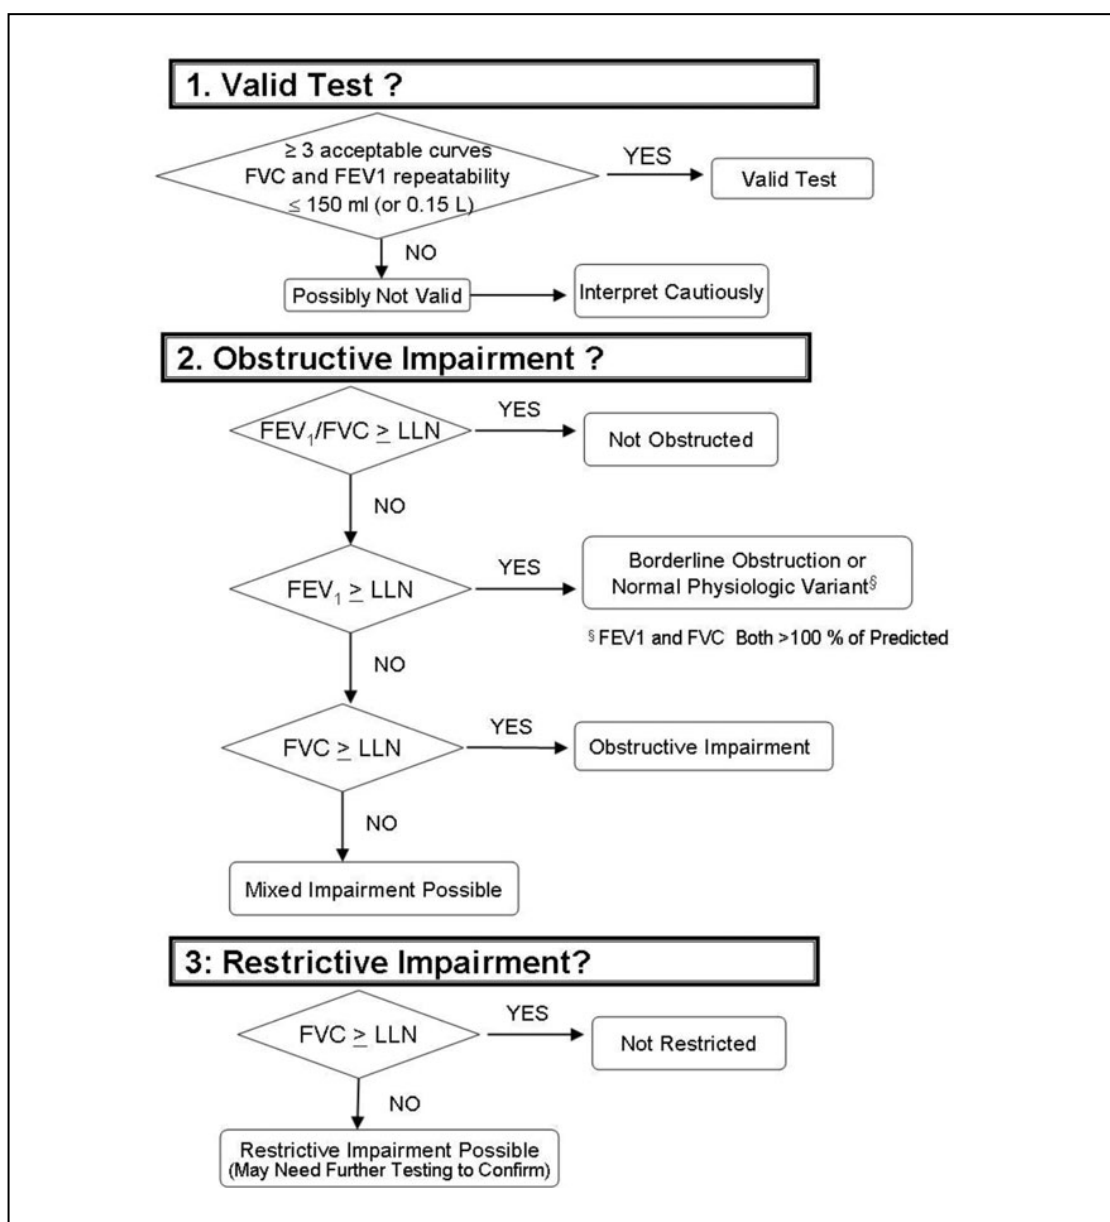 1. Valid Test ?
≥ 3 acceptable curves
FVC and FEV1 repeatability
≤ 150 ml (or 0.15 L)
YES
Valid Test
NO
Possibly Not Valid
Interpret Cautiously
2. Obstructive Impairment ?
FEV₁/FVC ≥ LLN
YES
Not Obstructed
NO
FEV₁ ≥ LLN
YES
Borderline Obstruction or
Normal Physologic Variant§
§ FEV1 and FVC Both >100 % of Predicted
NO
FVC ≥ LLN
YES
Obstructive Impairment
NO
Mixed Impairment Possible
3: Restrictive Impairment?
FVC ≥ LLN
YES
Not Restricted
NO
Restrictive Impairment Possible
(May Need Further Testing to Confirm)